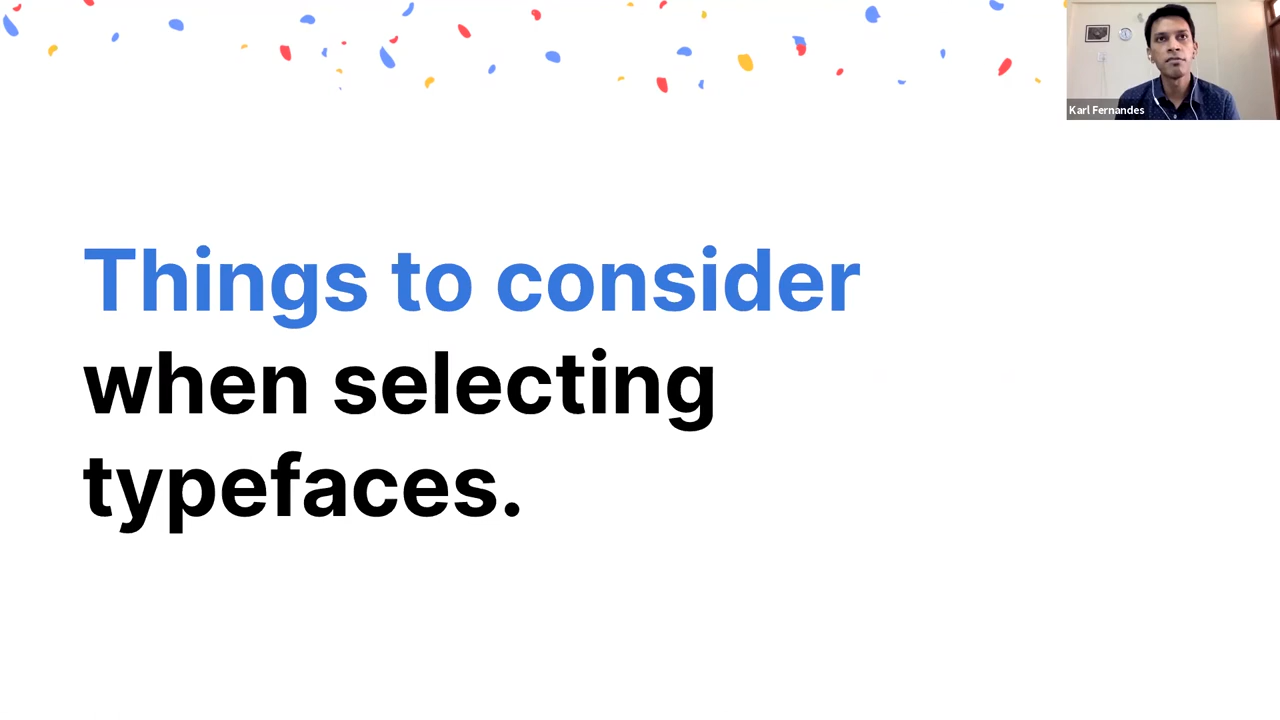 Karl Fernandes
Things to consider
when selecting
typefaces.